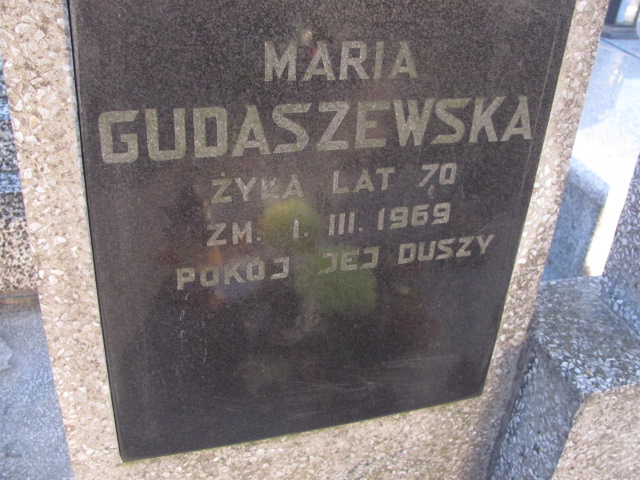 MARIA
GUDASZEWSKA
ŻYŁA LAT 70
ZM. 1. III. 1969
POKÓJ JEJ DUSZY